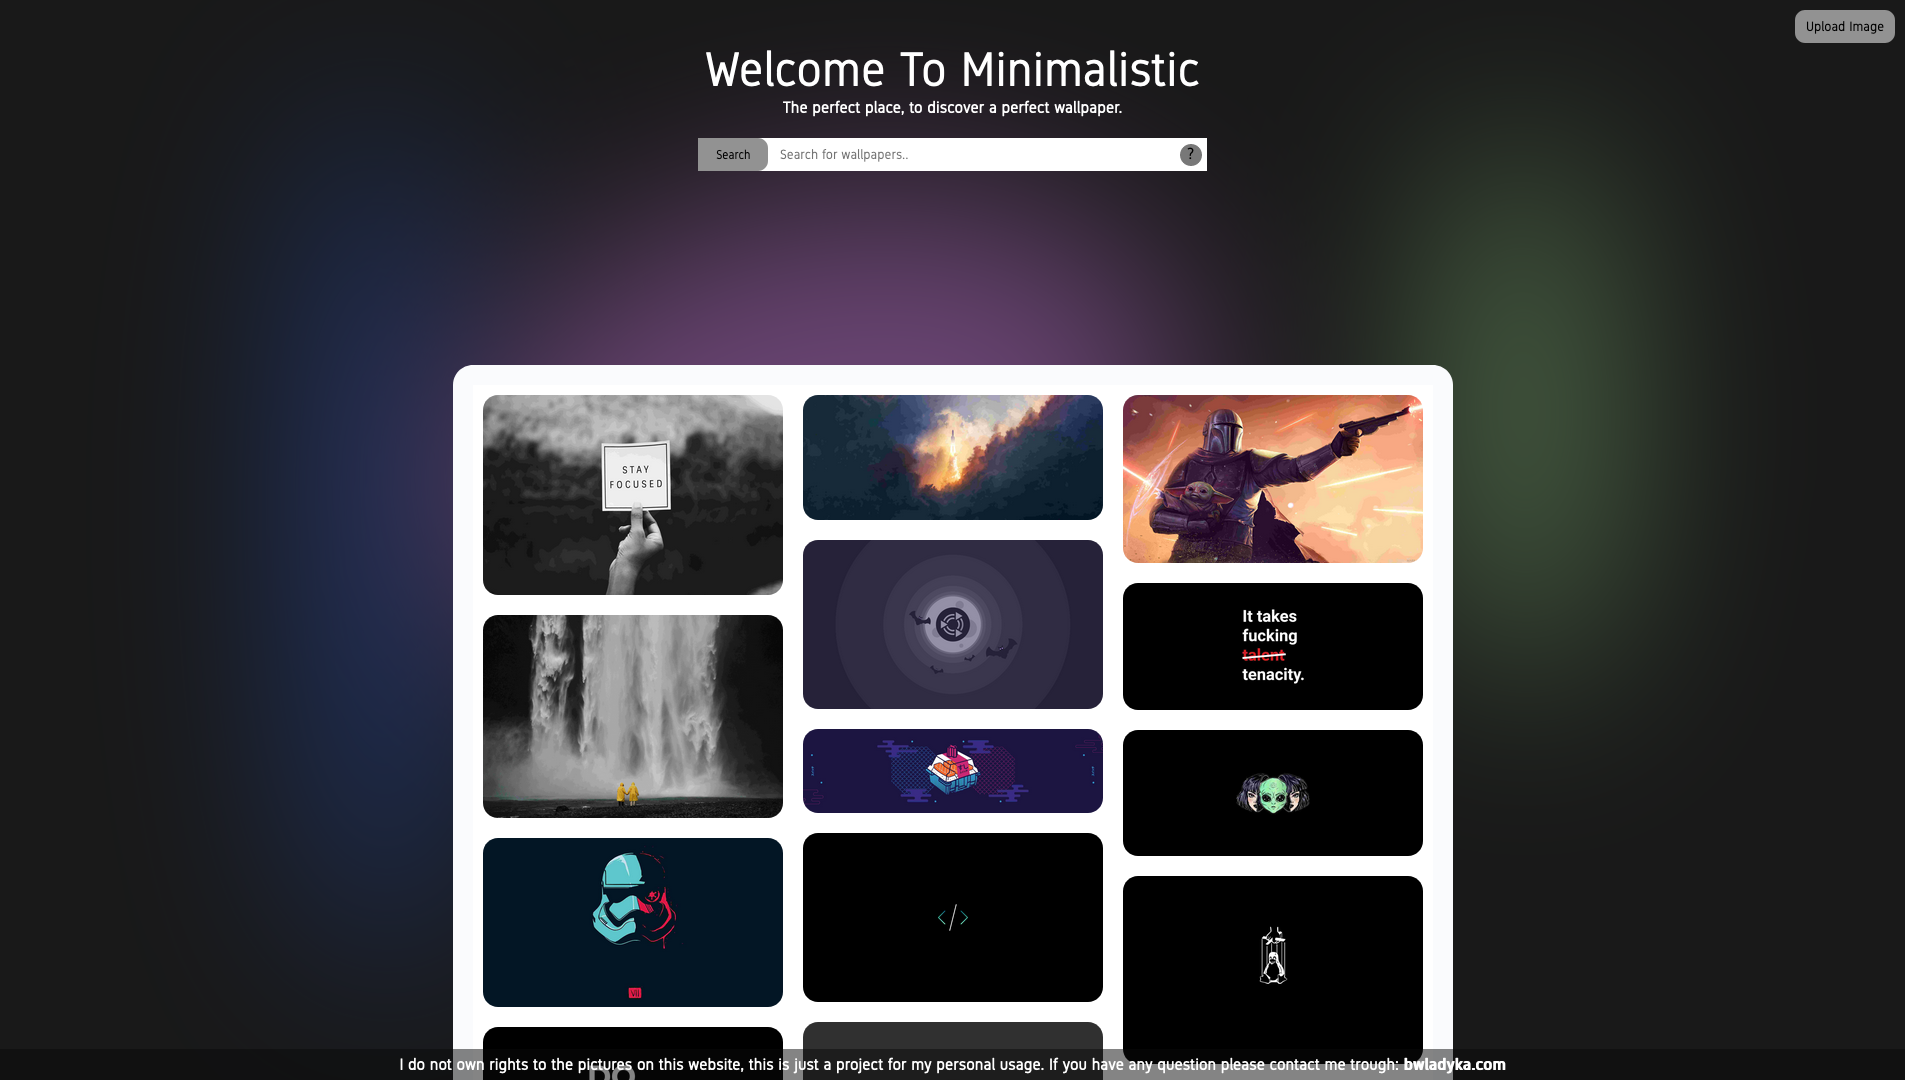 Upload Image
Welcome To Minimalistic
The perfect place, to discover a perfect wallpaper.
Search
Search for wallpapers..
?
STAY
FOCUSED
It takes
fucking
talent
tenacity.
VII
</>
DO
I do not own rights to the pictures on this website, this is just a project for my personal usage. If you have any question please contact me trough: bwladyka.com